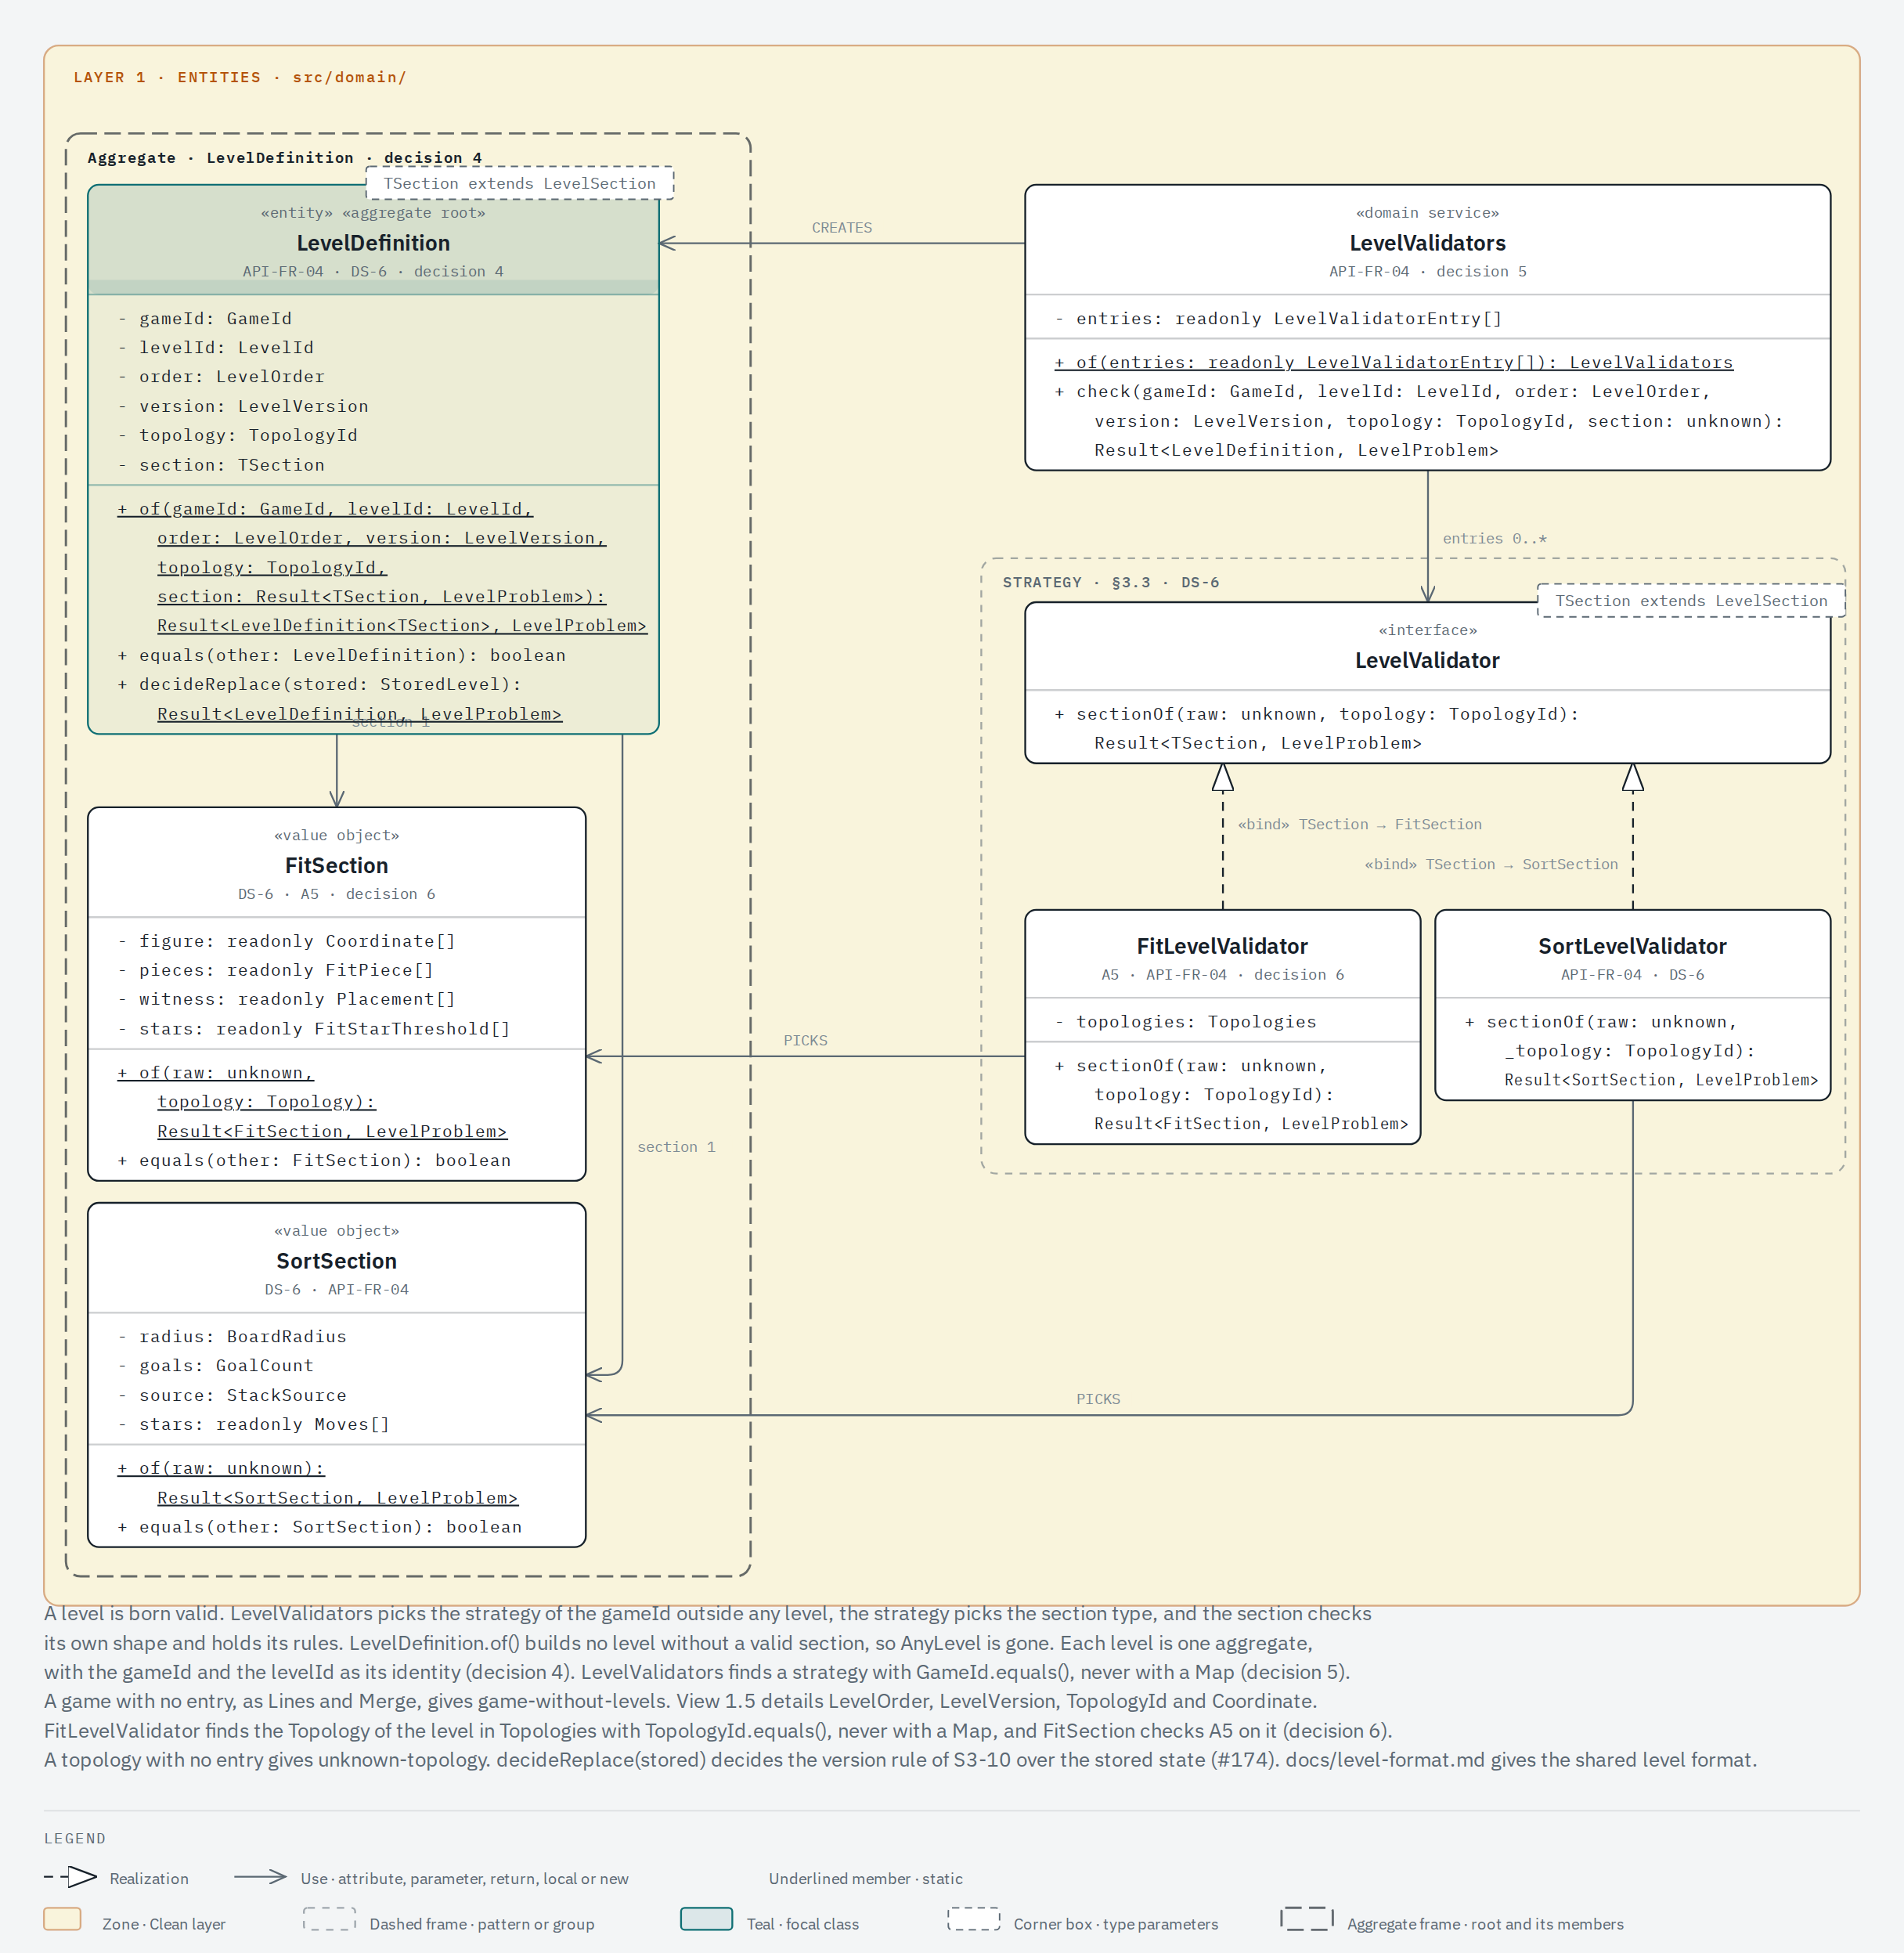 LAYER 1 · ENTITIES · src/domain/
Aggregate · LevelDefinition · decision 4
TSection extends LevelSection
«entity» «aggregate root»
LevelDefinition
API-FR-04 · DS-6 · decision 4
- gameId: GameId
- levelId: LevelId
- order: LevelOrder
- version: LevelVersion
- topology: TopologyId
- section: TSection
+ of(gameId: GameId, levelId: LevelId,
order: LevelOrder, version: LevelVersion,
topology: TopologyId,
section: Result<TSection, LevelProblem>):
Result<LevelDefinition<TSection>, LevelProblem>
+ equals(other: LevelDefinition): boolean
+ decideReplace(stored: StoredLevel):
Result<LevelDefinition, LevelProblem>
section 1
CREATES
«domain service»
LevelValidators
API-FR-04 · decision 5
- entries: readonly LevelValidatorEntry[]
+ of(entries: readonly LevelValidatorEntry[]): LevelValidators
+ check(gameId: GameId, levelId: LevelId, order: LevelOrder,
version: LevelVersion, topology: TopologyId, section: unknown):
Result<LevelDefinition, LevelProblem>
entries 0..*
STRATEGY · §3.3 · DS-6
TSection extends LevelSection
«interface»
LevelValidator
+ sectionOf(raw: unknown, topology: TopologyId):
Result<TSection, LevelProblem>
«bind» TSection → FitSection
«bind» TSection → SortSection
«value object»
FitSection
DS-6 · A5 · decision 6
- figure: readonly Coordinate[]
- pieces: readonly FitPiece[]
- witness: readonly Placement[]
- stars: readonly FitStarThreshold[]
+ of(raw: unknown,
topology: Topology):
Result<FitSection, LevelProblem>
+ equals(other: FitSection): boolean
PICKS
section 1
FitLevelValidator
A5 · API-FR-04 · decision 6
- topologies: Topologies
+ sectionOf(raw: unknown,
topology: TopologyId):
Result<FitSection, LevelProblem>
SortLevelValidator
API-FR-04 · DS-6
+ sectionOf(raw: unknown,
_topology: TopologyId):
Result<SortSection, LevelProblem>
«value object»
SortSection
DS-6 · API-FR-04
- radius: BoardRadius
- goals: GoalCount
- source: StackSource
- stars: readonly Moves[]
+ of(raw: unknown):
Result<SortSection, LevelProblem>
+ equals(other: SortSection): boolean
PICKS
A level is born valid. LevelValidators picks the strategy of the gameId outside any level, the strategy picks the section type, and the section checks
its own shape and holds its rules. LevelDefinition.of() builds no level without a valid section, so AnyLevel is gone. Each level is one aggregate,
with the gameId and the levelId as its identity (decision 4). LevelValidators finds a strategy with GameId.equals(), never with a Map (decision 5).
A game with no entry, as Lines and Merge, gives game-without-levels. View 1.5 details LevelOrder, LevelVersion, TopologyId and Coordinate.
FitLevelValidator finds the Topology of the level in Topologies with TopologyId.equals(), never with a Map, and FitSection checks A5 on it (decision 6).
A topology with no entry gives unknown-topology. decideReplace(stored) decides the version rule of S3-10 over the stored state (#174). docs/level-format.md gives the shared level format.
LEGEND
Realization
Use · attribute, parameter, return, local or new
Underlined member · static
Zone · Clean layer
Dashed frame · pattern or group
Teal · focal class
Corner box · type parameters
Aggregate frame · root and its members